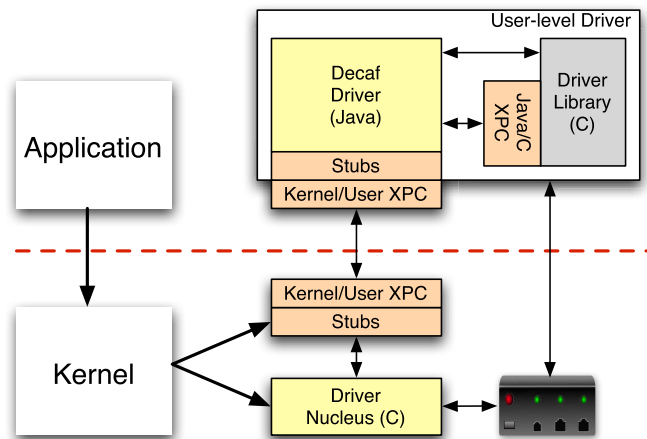 User-level Driver
Decaf
Driver
(Java)
Driver
Library
(C)
Java/C
XPC
Stubs
Kernel/User XPC
Application
Kernel/User XPC
Stubs
Kernel
Driver
Nucleus (C)